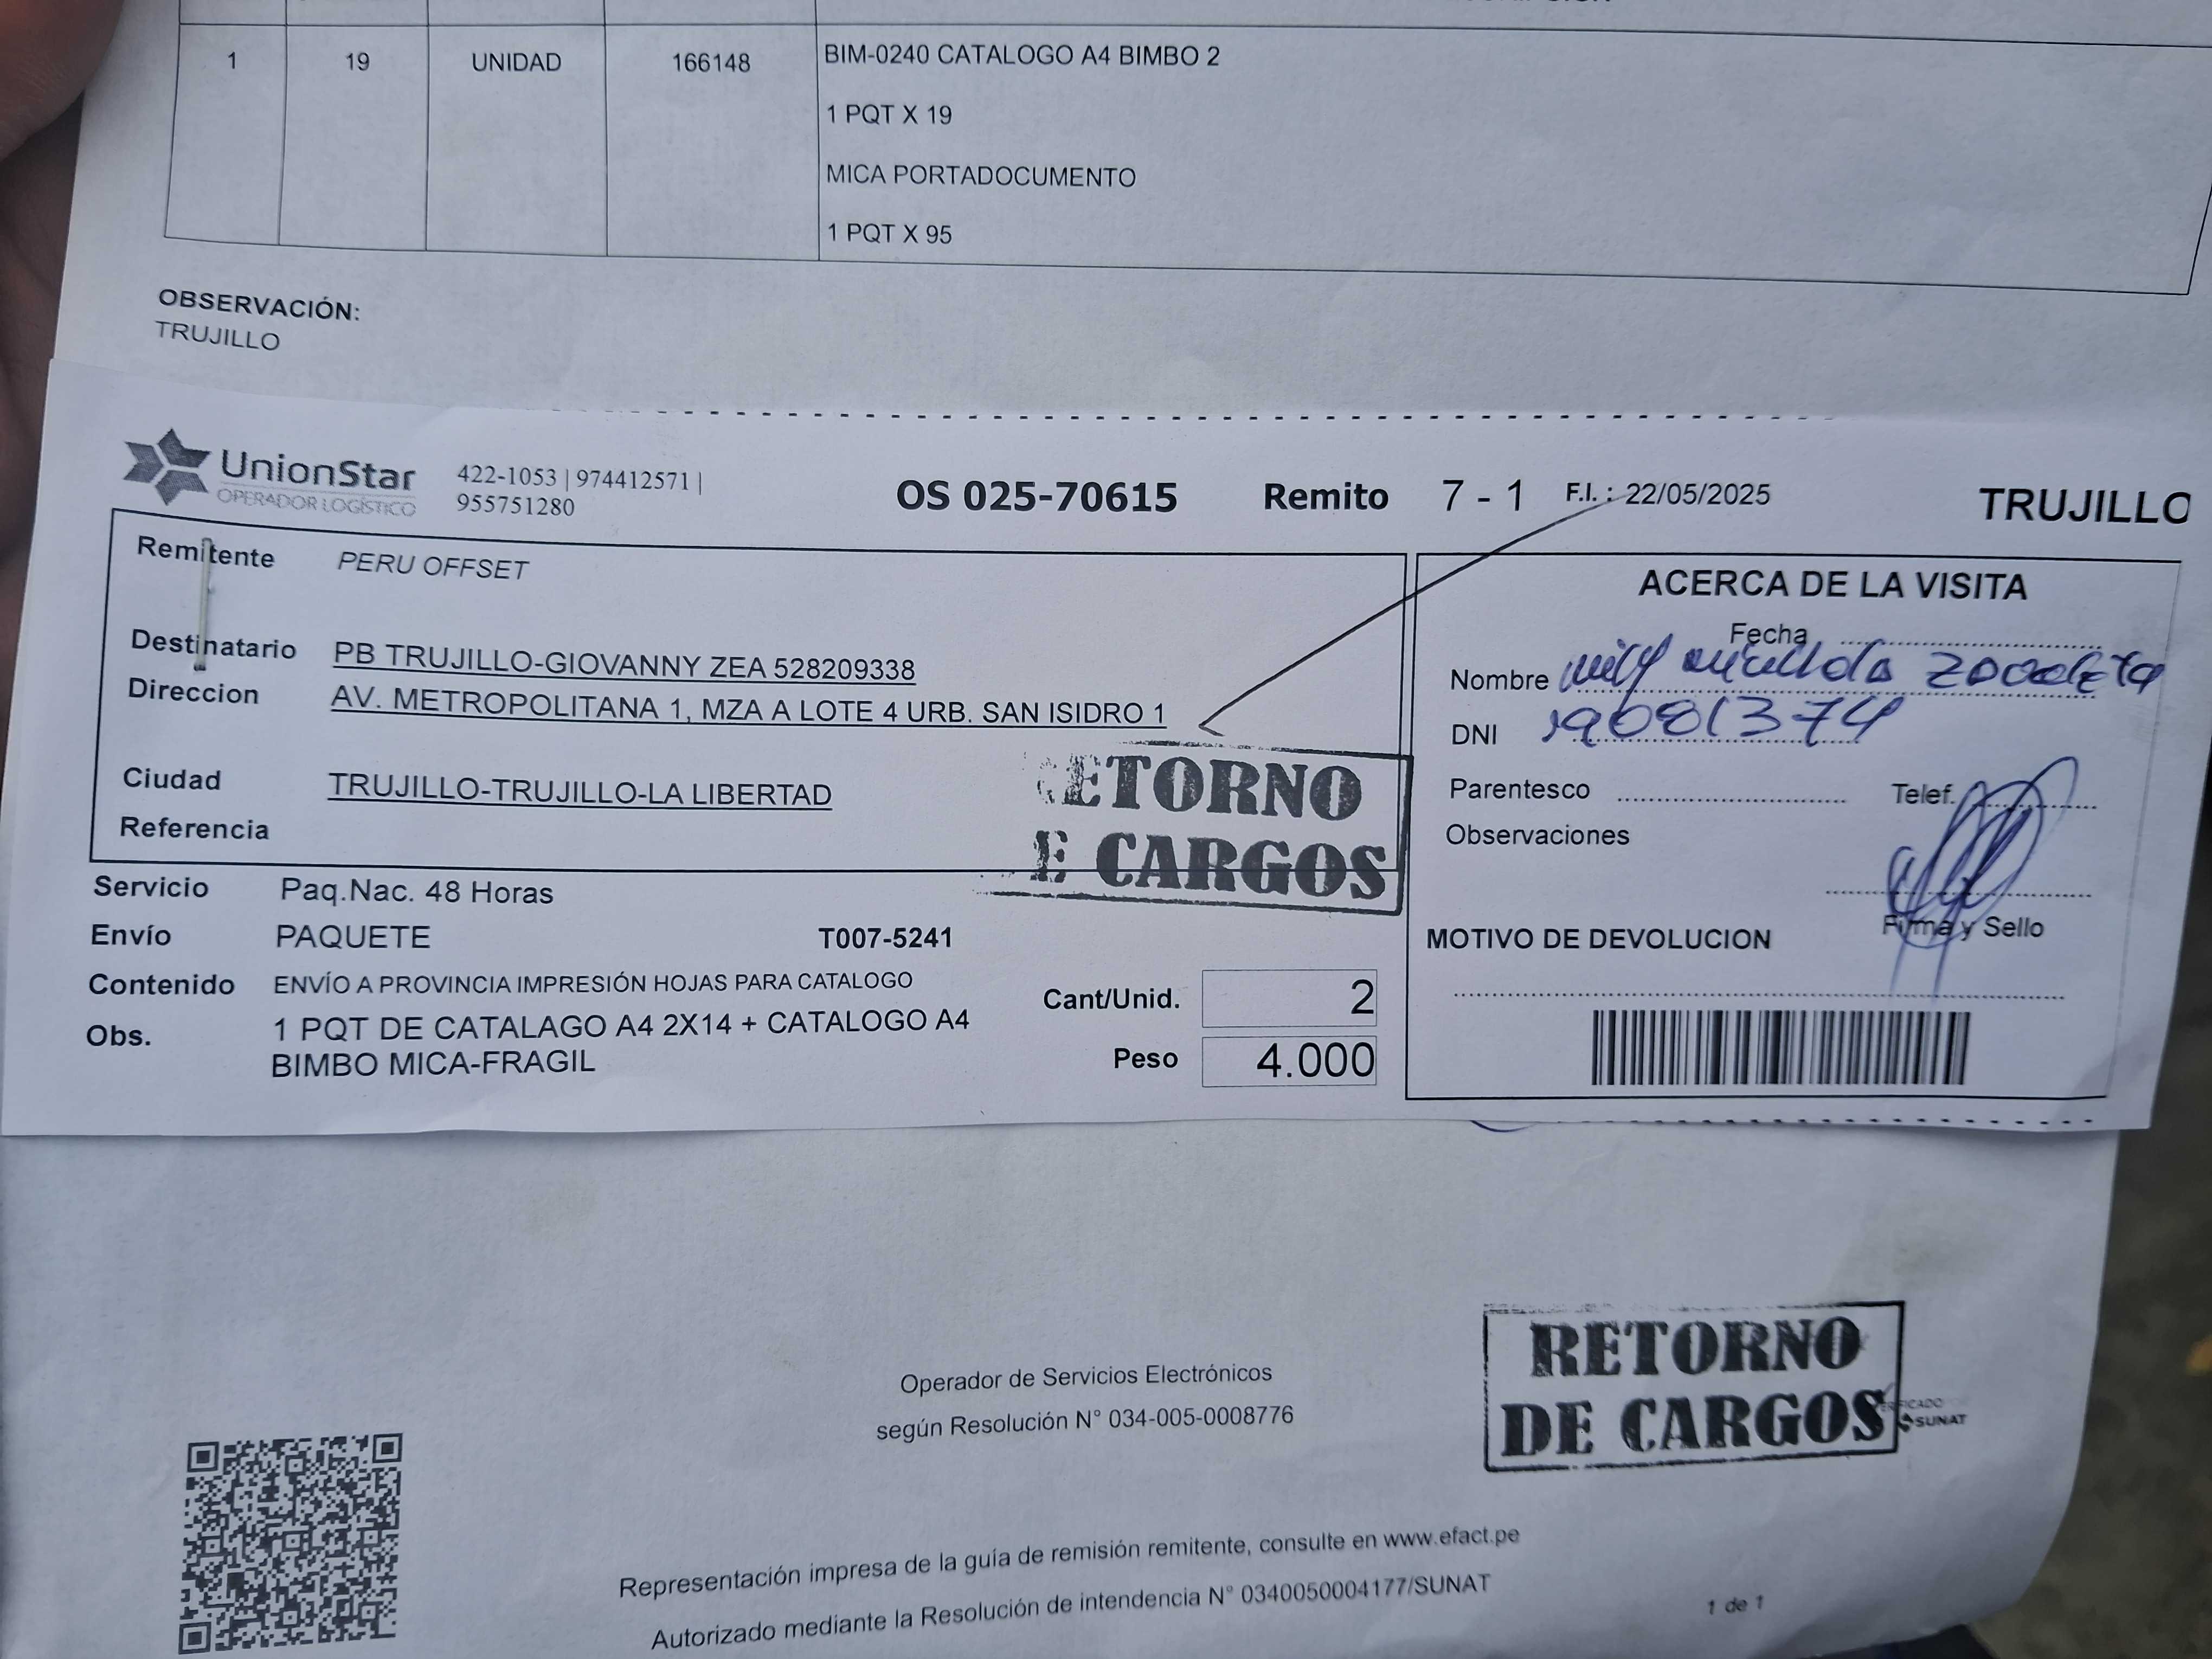 1 19 UNIDAD 166148 BIM-0240 CATALOGO A4 BIMBO 2
1 PQT X 19
MICA PORTADOCUMENTO
1 PQT X 95
OBSERVACIÓN:
TRUJILLO
UnionStar
OPERADOR LOGÍSTICO
422-1053 | 974412571 |
955751280
OS 025-70615 Remito 7 - 1 F.I. : 22/05/2025 TRUJILLO
Remitente PERU OFFSET
Destinatario PB TRUJILLO-GIOVANNY ZEA 528209338
Direccion AV. METROPOLITANA 1, MZA A LOTE 4 URB. SAN ISIDRO 1
Ciudad TRUJILLO-TRUJILLO-LA LIBERTAD
Referencia
ETORNO
E CARGOS
Servicio Paq.Nac. 48 Horas
Envío PAQUETE T007-5241
Contenido ENVÍO A PROVINCIA IMPRESIÓN HOJAS PARA CATALOGO
Obs. 1 PQT DE CATALAGO A4 2X14 + CATALOGO A4
BIMBO MICA-FRAGIL
Cant/Unid. 2
Peso 4.000
ACERCA DE LA VISITA
Fecha
Nombre
DNI 19081374
Parentesco Telef.
Observaciones
Firma y Sello
MOTIVO DE DEVOLUCION
Operador de Servicios Electrónicos
según Resolución N° 034-005-0008776
RETORNO
DE CARGOS
SUNAT
Representación impresa de la guía de remisión remitente, consulte en www.efact.pe
Autorizado mediante la Resolución de intendencia N° 0340050004177/SUNAT
1 de 1